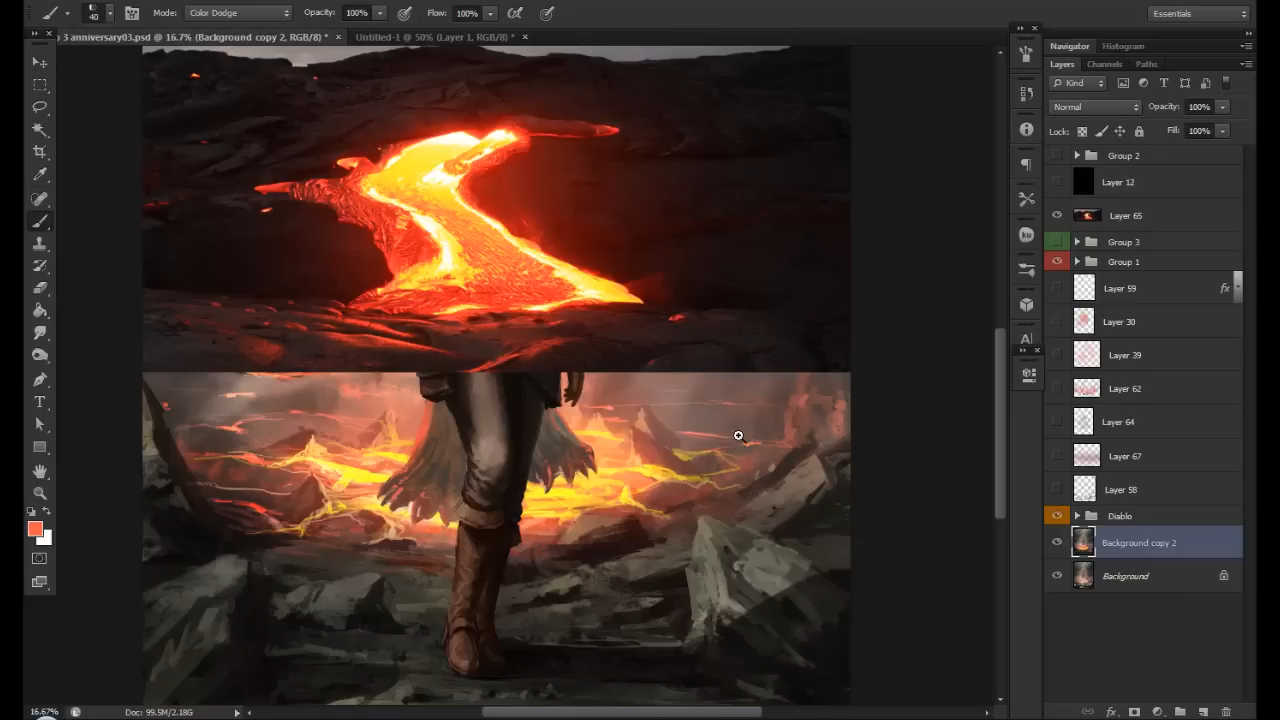 40 Mode: Color Dodge Opacity: 100% Flow: 100% Essentials
o 3 anniversary03.psd @ 16.7% (Background copy 2, RGB/8) * × Untitled-1 @ 50% (Layer 1, RGB/8) * ×
Navigator Histogram
Layers Channels Paths
Kind
Normal Opacity: 100%
Lock: Fill: 100%
Group 2
Layer 12
Layer 65
Group 3
Group 1
Layer 59 fx
Layer 30
Layer 39
Layer 62
Layer 64
Layer 67
Layer 58
Diablo
Background copy 2
Background
16.67% Doc: 99.5M/2.18G